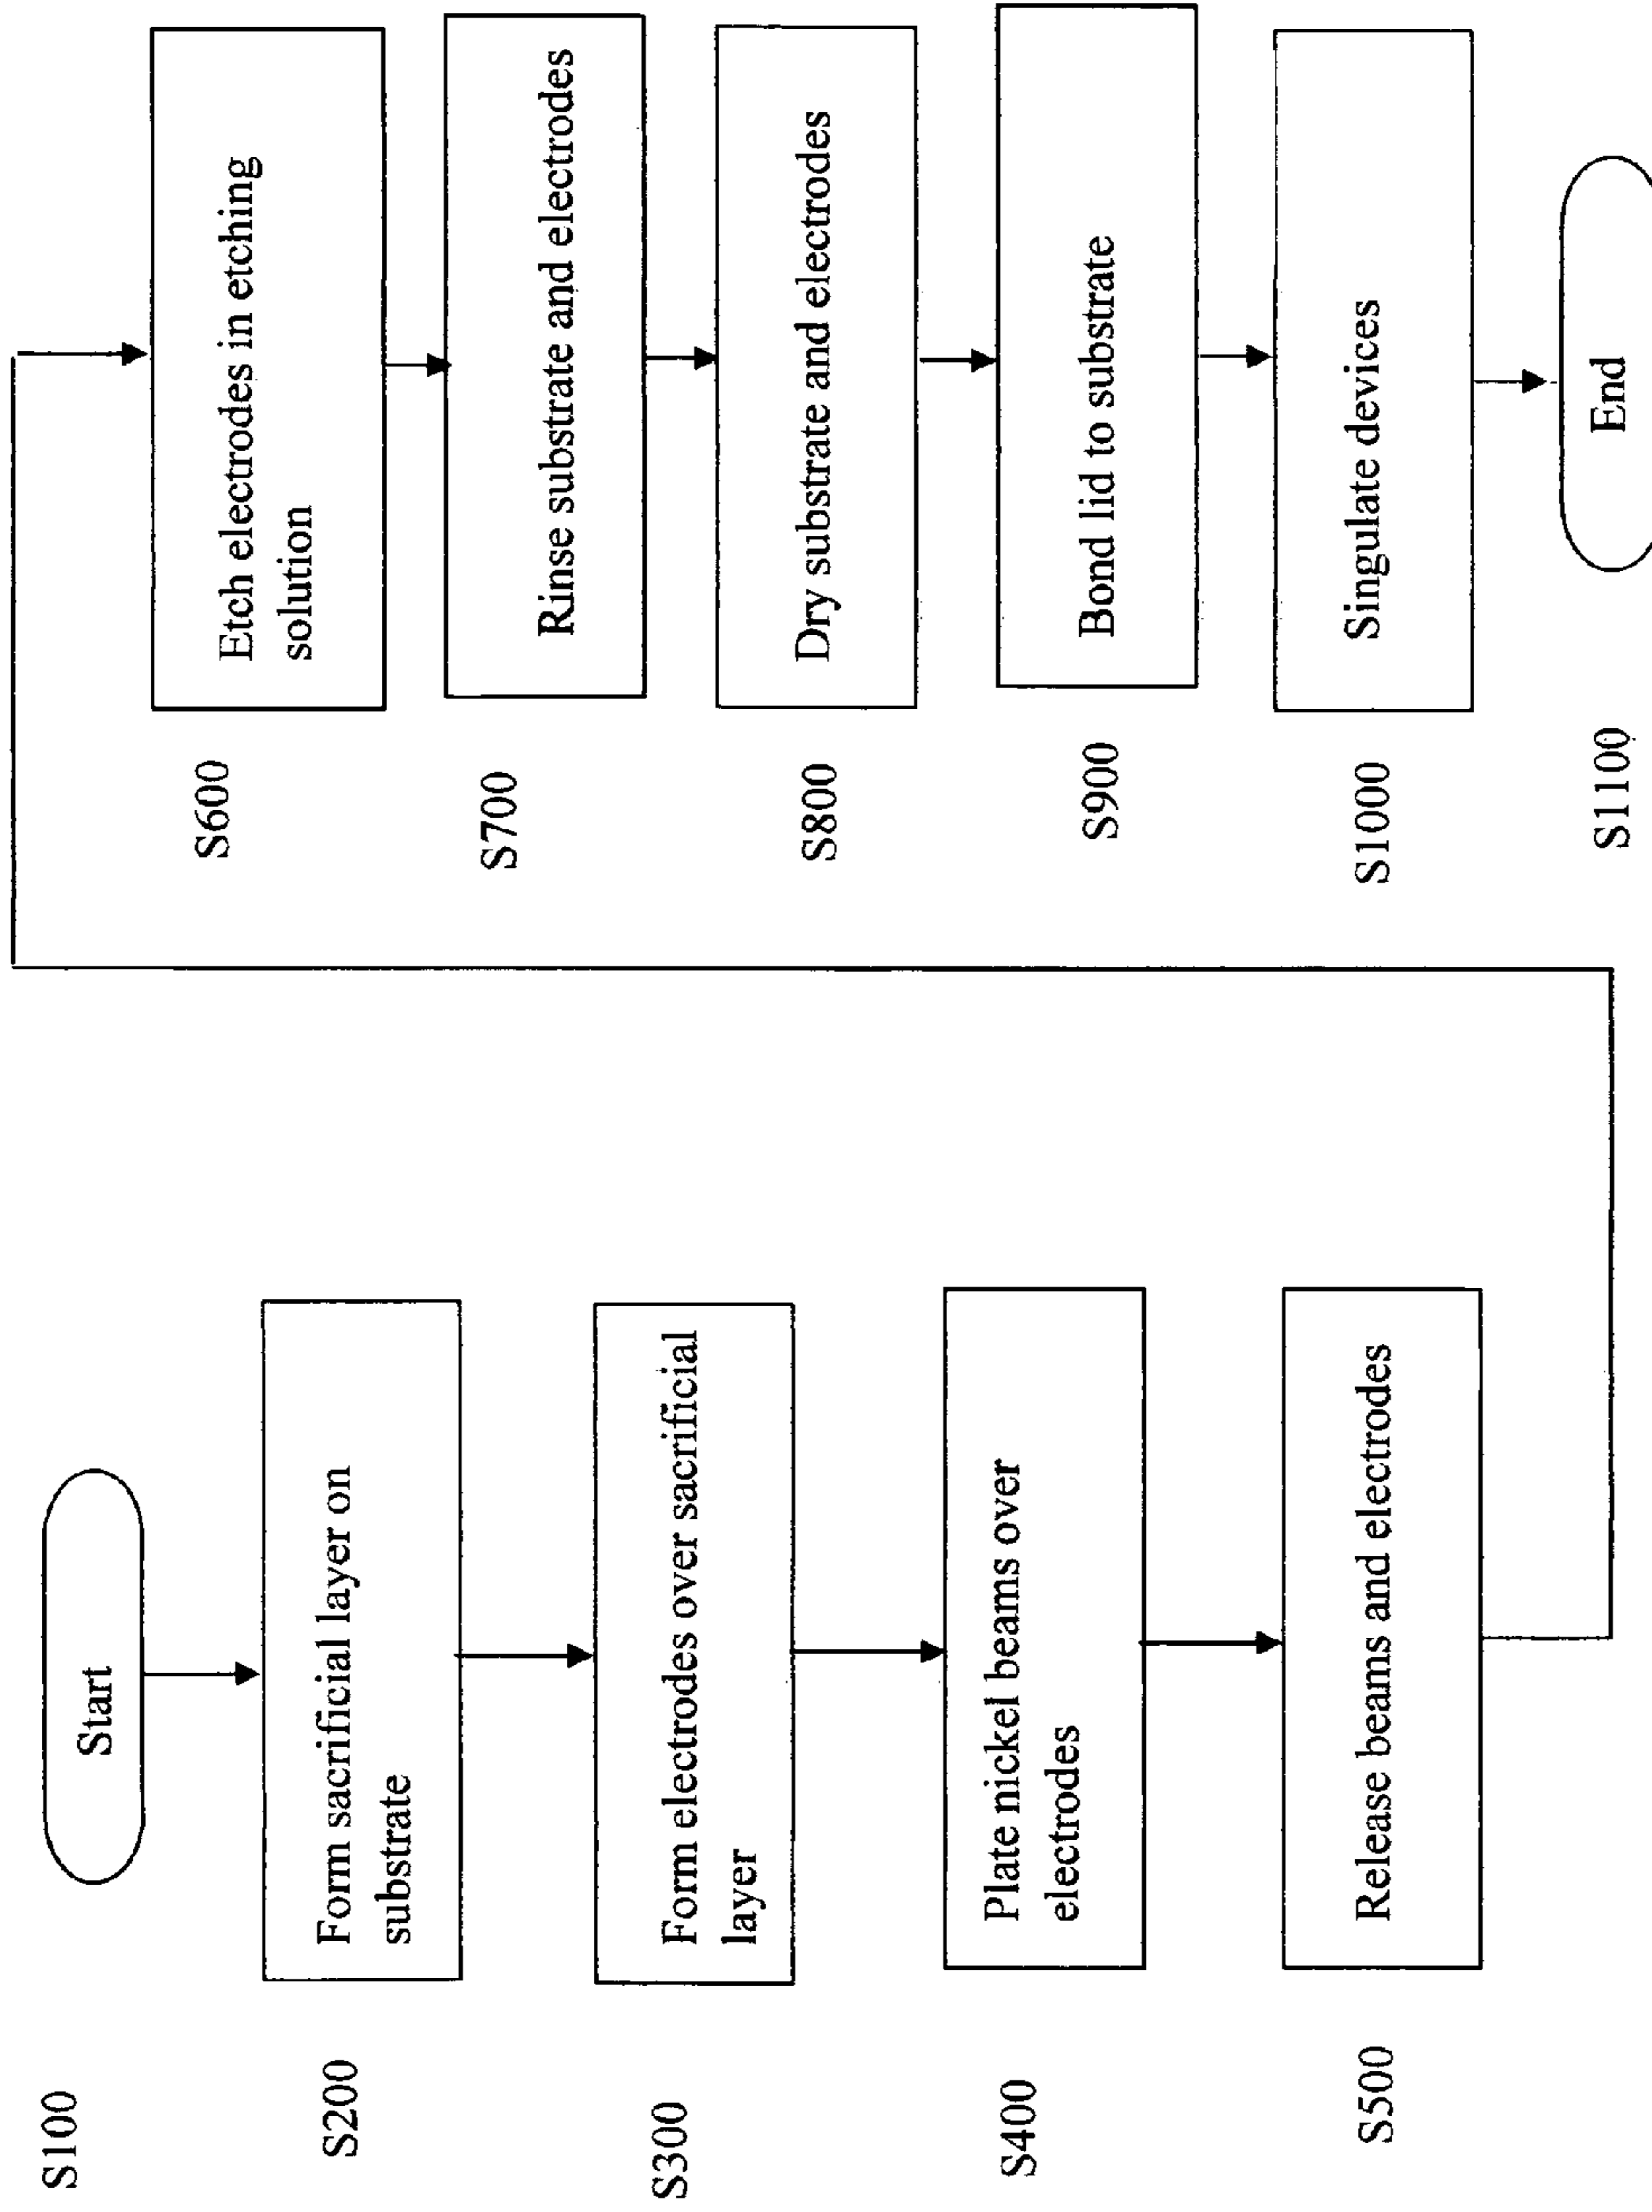 S100
Start
S200
Form sacrificial layer on
substrate
S300
Form electrodes over sacrificial
layer
S400
Plate nickel beams over
electrodes
S500
Release beams and electrodes
S600
Etch electrodes in etching
solution
S700
Rinse substrate and electrodes
S800
Dry substrate and electrodes
S900
Bond lid to substrate
S1000
Singulate devices
S1100
End